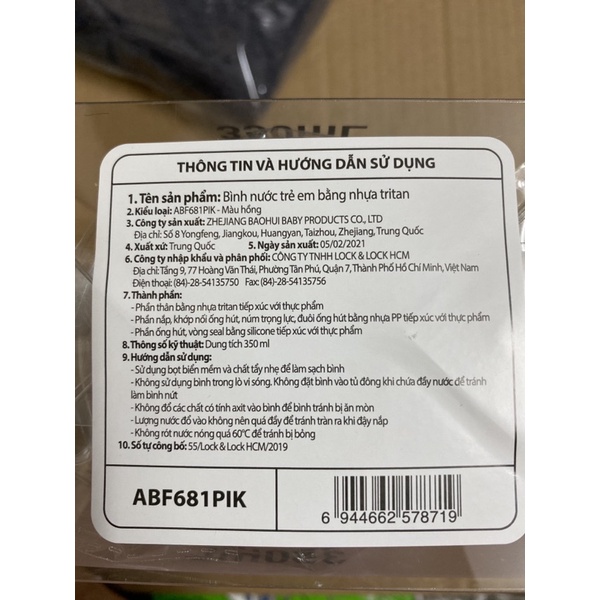 350ML
THÔNG TIN VÀ HƯỚNG DẪN SỬ DỤNG
1. Tên sản phẩm: Bình nước trẻ em bằng nhựa tritan
2. Kiểu loại: ABF681PIK - Màu hồng
3. Công ty sản xuất: ZHEJIANG BAOHUI BABY PRODUCTS CO., LTD
Địa chỉ: Số 8 Yongfeng, Jiangkou, Huangyan, Taizhou, Zhejiang, Trung Quốc
4. Xuất xứ: Trung Quốc 5. Ngày sản xuất: 05/02/2021
6. Công ty nhập khẩu và phân phối: CÔNG TY TNHH LOCK & LOCK HCM
Địa chỉ: Tầng 9, 77 Hoàng Văn Thái, Phường Tân Phú, Quận 7, Thành Phố Hồ Chí Minh, Việt Nam
Điện thoại: (84)-28-54135750 Fax: (84)-28-54135756
7. Thành phần:
- Phần thân bằng nhựa tritan tiếp xúc với thực phẩm
- Phần nắp, khớp nối ống hút, núm trọng lực, đuôi ống hút bằng nhựa PP tiếp xúc với thực phẩm
- Phần ống hút, vòng seal bằng silicone tiếp xúc với thực phẩm
8. Thông số kỹ thuật: Dung tích 350 ml
9. Hướng dẫn sử dụng:
- Sử dụng bọt biển mềm và chất tẩy nhẹ để làm sạch bình
- Không sử dụng bình trong lò vi sóng. Không đặt bình vào tủ đông khi chứa đầy nước để tránh
làm bình nứt
- Không đổ các chất có tính axit vào bình để bình tránh bị ăn mòn
- Lượng nước đổ vào không nên quá đầy để tránh tràn ra khi đậy nắp
- Không rót nước nóng quá 60°C để tránh bị bỏng
10. Số tự công bố: 55/Lock & Lock HCM/2019
ABF681PIK
6 944662 578719